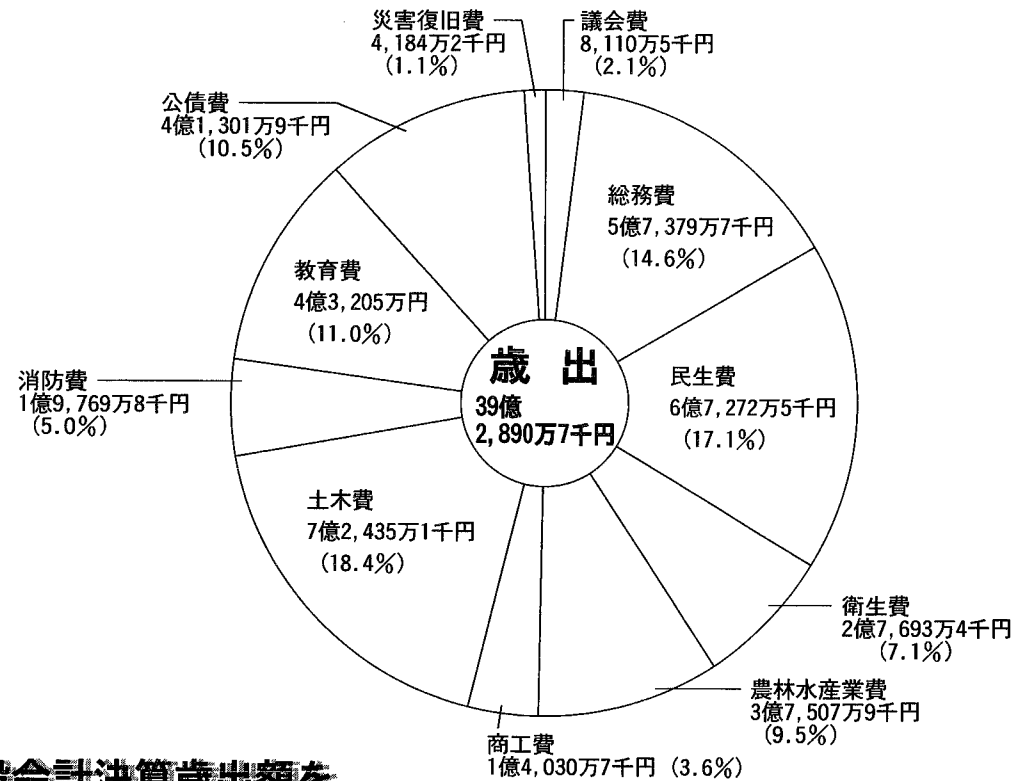 災害復旧費
4,184万2千円
(1.1%)
議会費
8,110万5千円
(2.1%)
公債費
4億1,301万9千円
(10.5%)
総務費
5億7,379万7千円
(14.6%)
教育費
4億3,205万円
(11.0%)
歳 出
39億
2,890万7千円
民生費
6億7,272万5千円
(17.1%)
消防費
1億9,769万8千円
(5.0%)
土木費
7億2,435万1千円
(18.4%)
衛生費
2億7,693万4千円
(7.1%)
農林水産業費
3億7,507万9千円
(9.5%)
商工費
1億4,030万7千円 (3.6%)
会計決算歳出額を